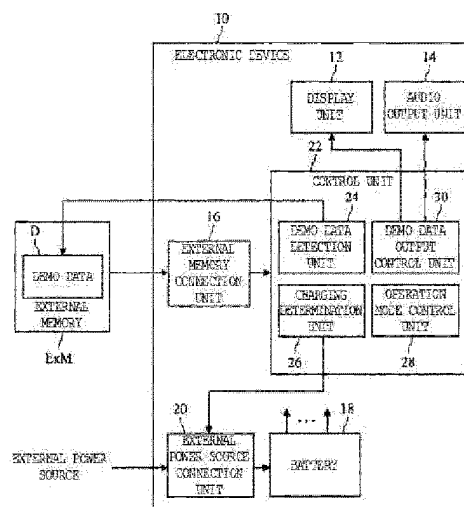 10
ELECTRONIC DEVICE
12
14
DISPLAY
UNIT
AUDIO
OUTPUT UNIT
22
CONTROL UNIT
24
30
DEMO DATA
DETECTION
UNIT
DEMO DATA
OUTPUT
CONTROL UNIT
16
EXTERNAL
MEMORY
CONNECTION
UNIT
D
DEMO DATA
EXTERNAL
MEMORY
ExM
CHARGING
DETERMINATION
UNIT
OPERATION
MODE CONTROL
UNIT
26
28
20
18
...
EXTERNAL POWER
SOURCE
EXTERNAL
POWER SOURCE
CONNECTION
UNIT
BATTERY